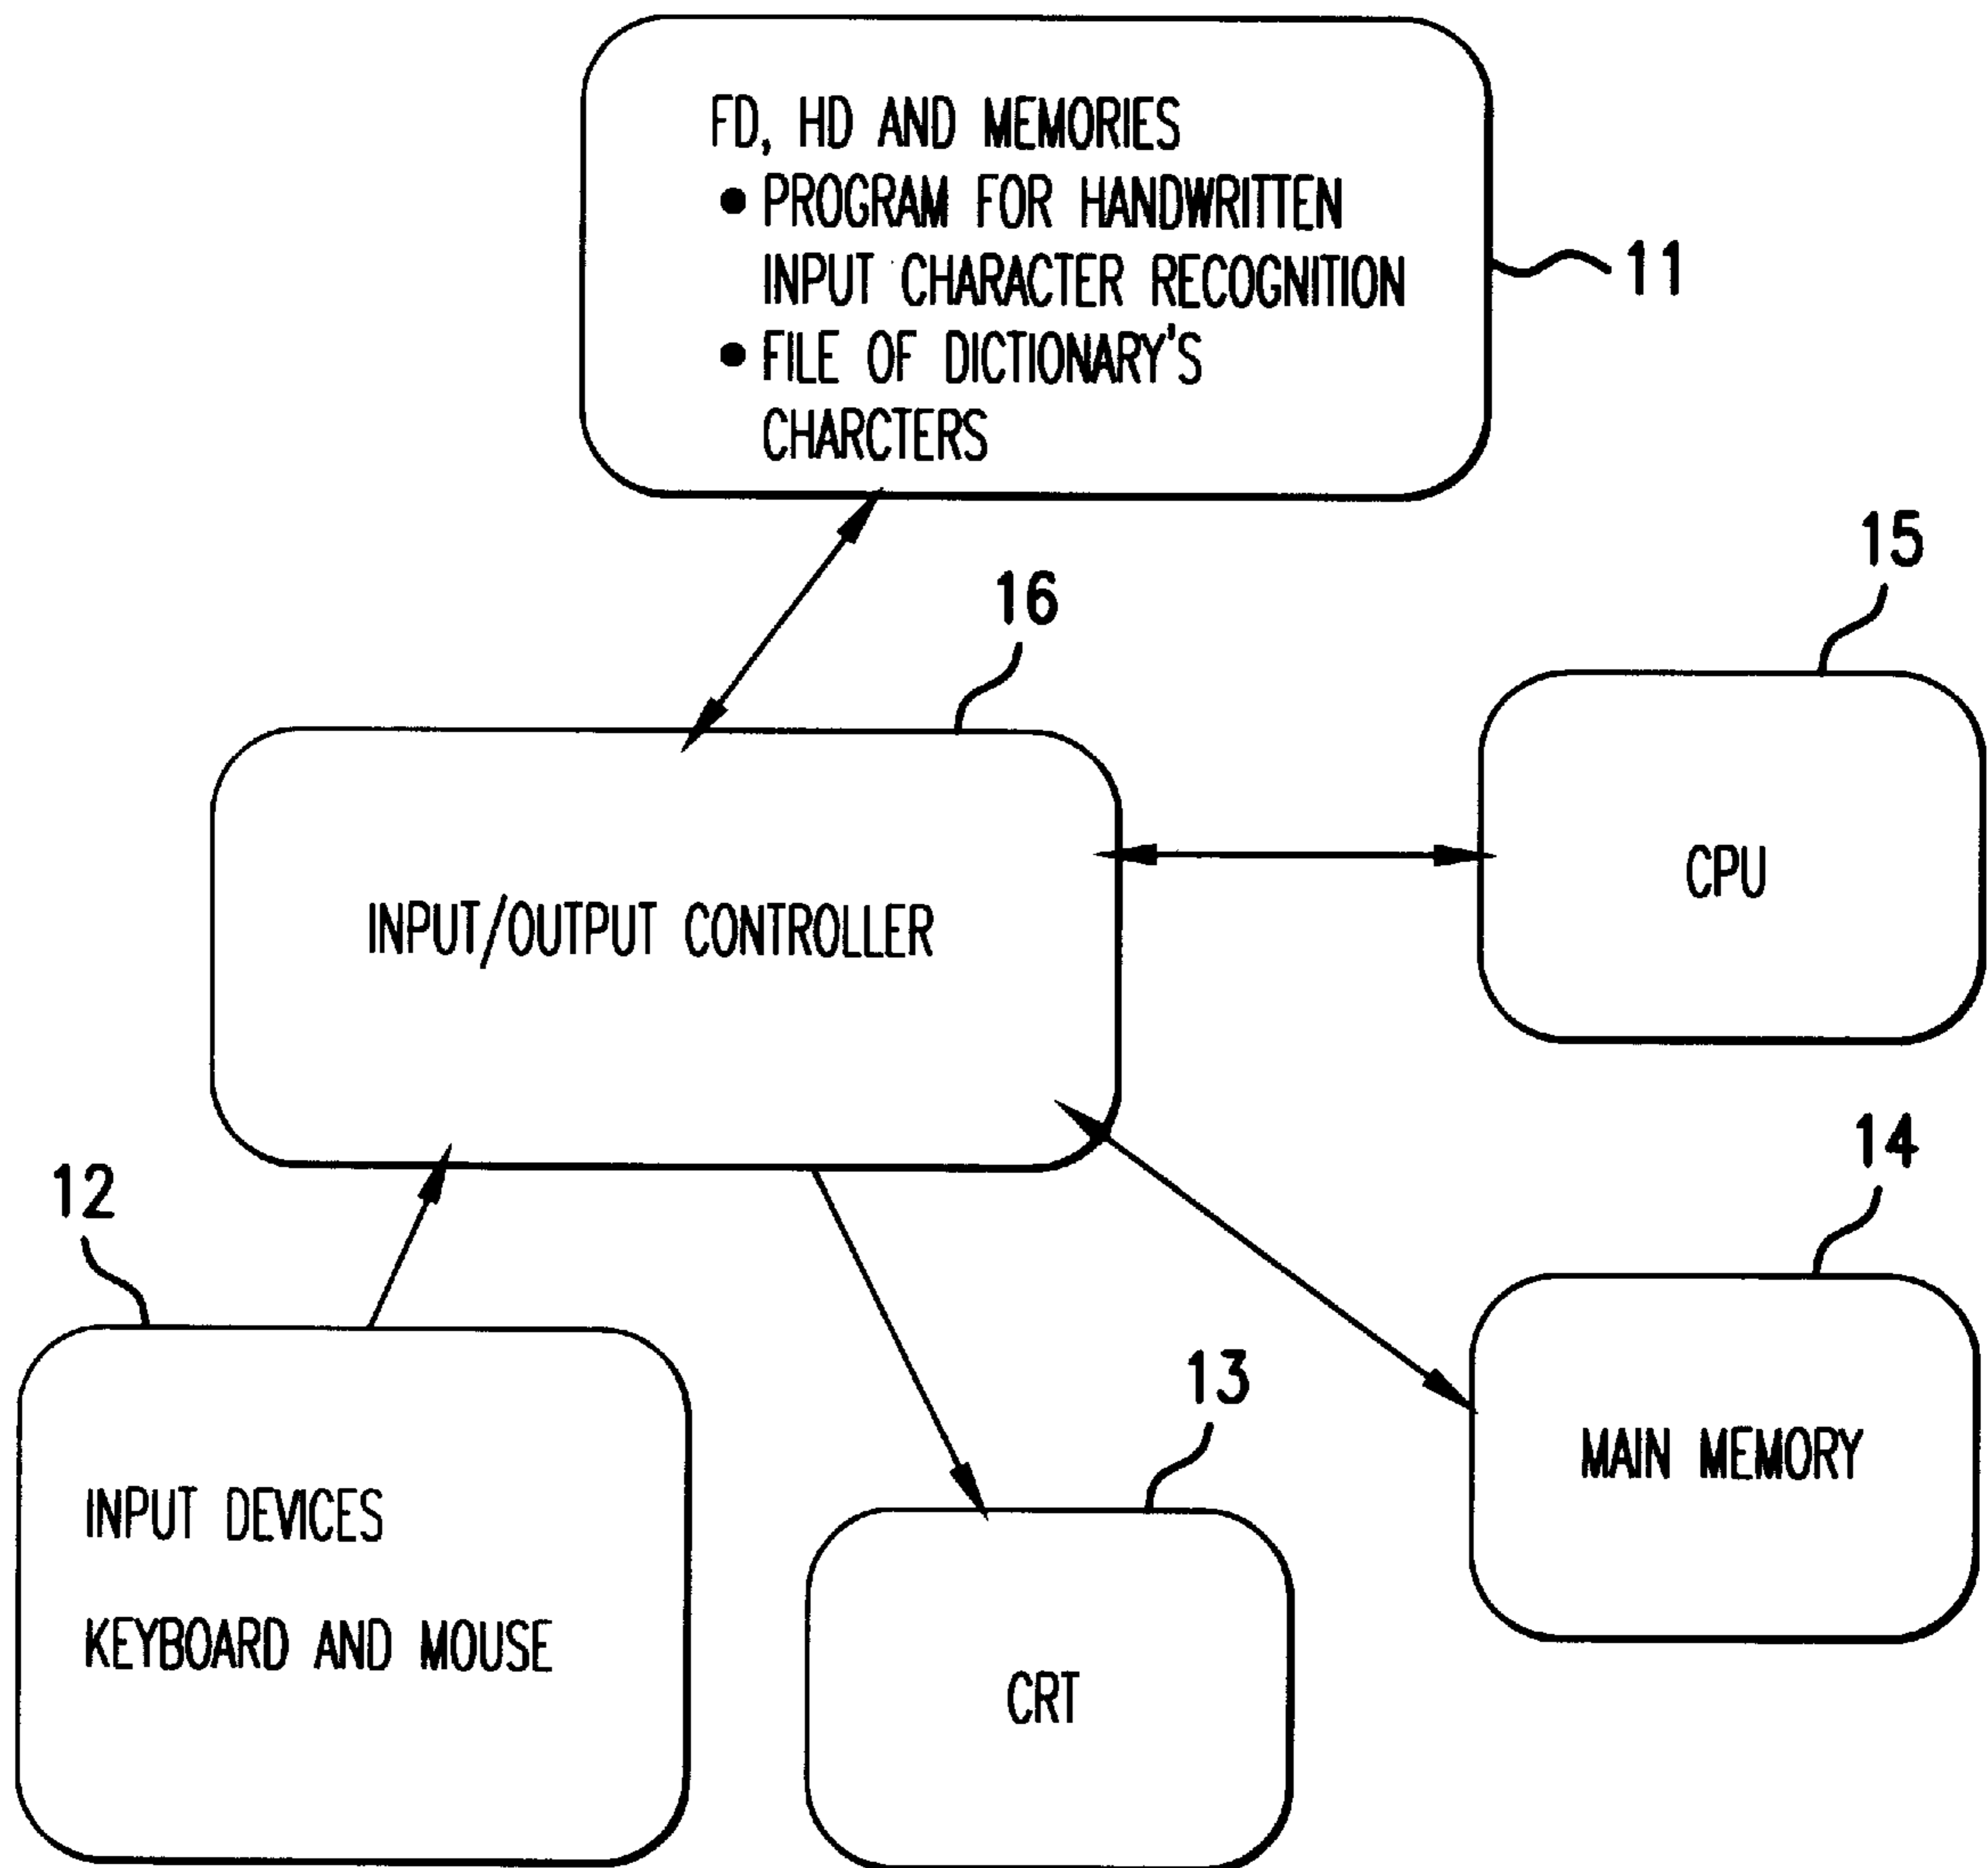 FD, HD AND MEMORIES
● PROGRAM FOR HANDWRITTEN
INPUT CHARACTER RECOGNITION
● FILE OF DICTIONARY'S
CHARCTERS
11
16
15
INPUT/OUTPUT CONTROLLER
CPU
12
14
13
INPUT DEVICES
KEYBOARD AND MOUSE
MAIN MEMORY
CRT